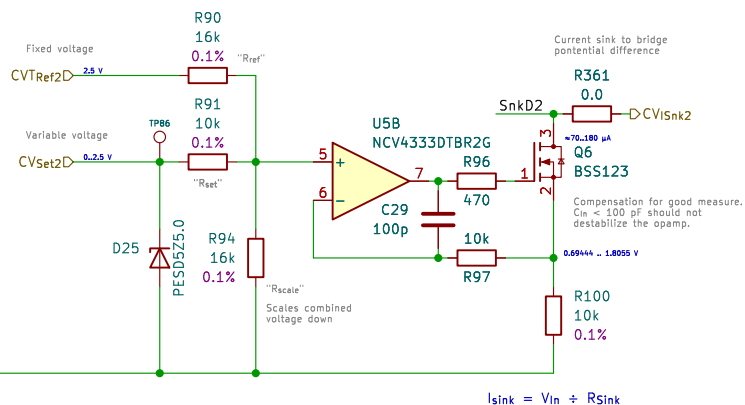 R90
16k
0.1%
"Rref"
Fixed voltage
CVTRef2
2.5 V
Current sink to bridge
pontential difference
R361
0.0
SnkD2
CVISnk2
R91
10k
0.1%
TP86
Variable voltage
CVSet2
0..2.5 V
"Rset"
U5B
NCV4333DTBR2G
5
+
6
−
7
R96
470
≈70..180 µA
3
Q6
1
BSS123
2
C29
100p
Compensation for good measure.
CIn < 100 pF should not
destabilize the opamp.
D25
PESD5Z5.0
R94
16k
0.1%
"Rscale"
Scales combined
voltage down
10k
R97
0.69444 .. 1.8055 V
R100
10k
0.1%
Isink = VIn ÷ RSink